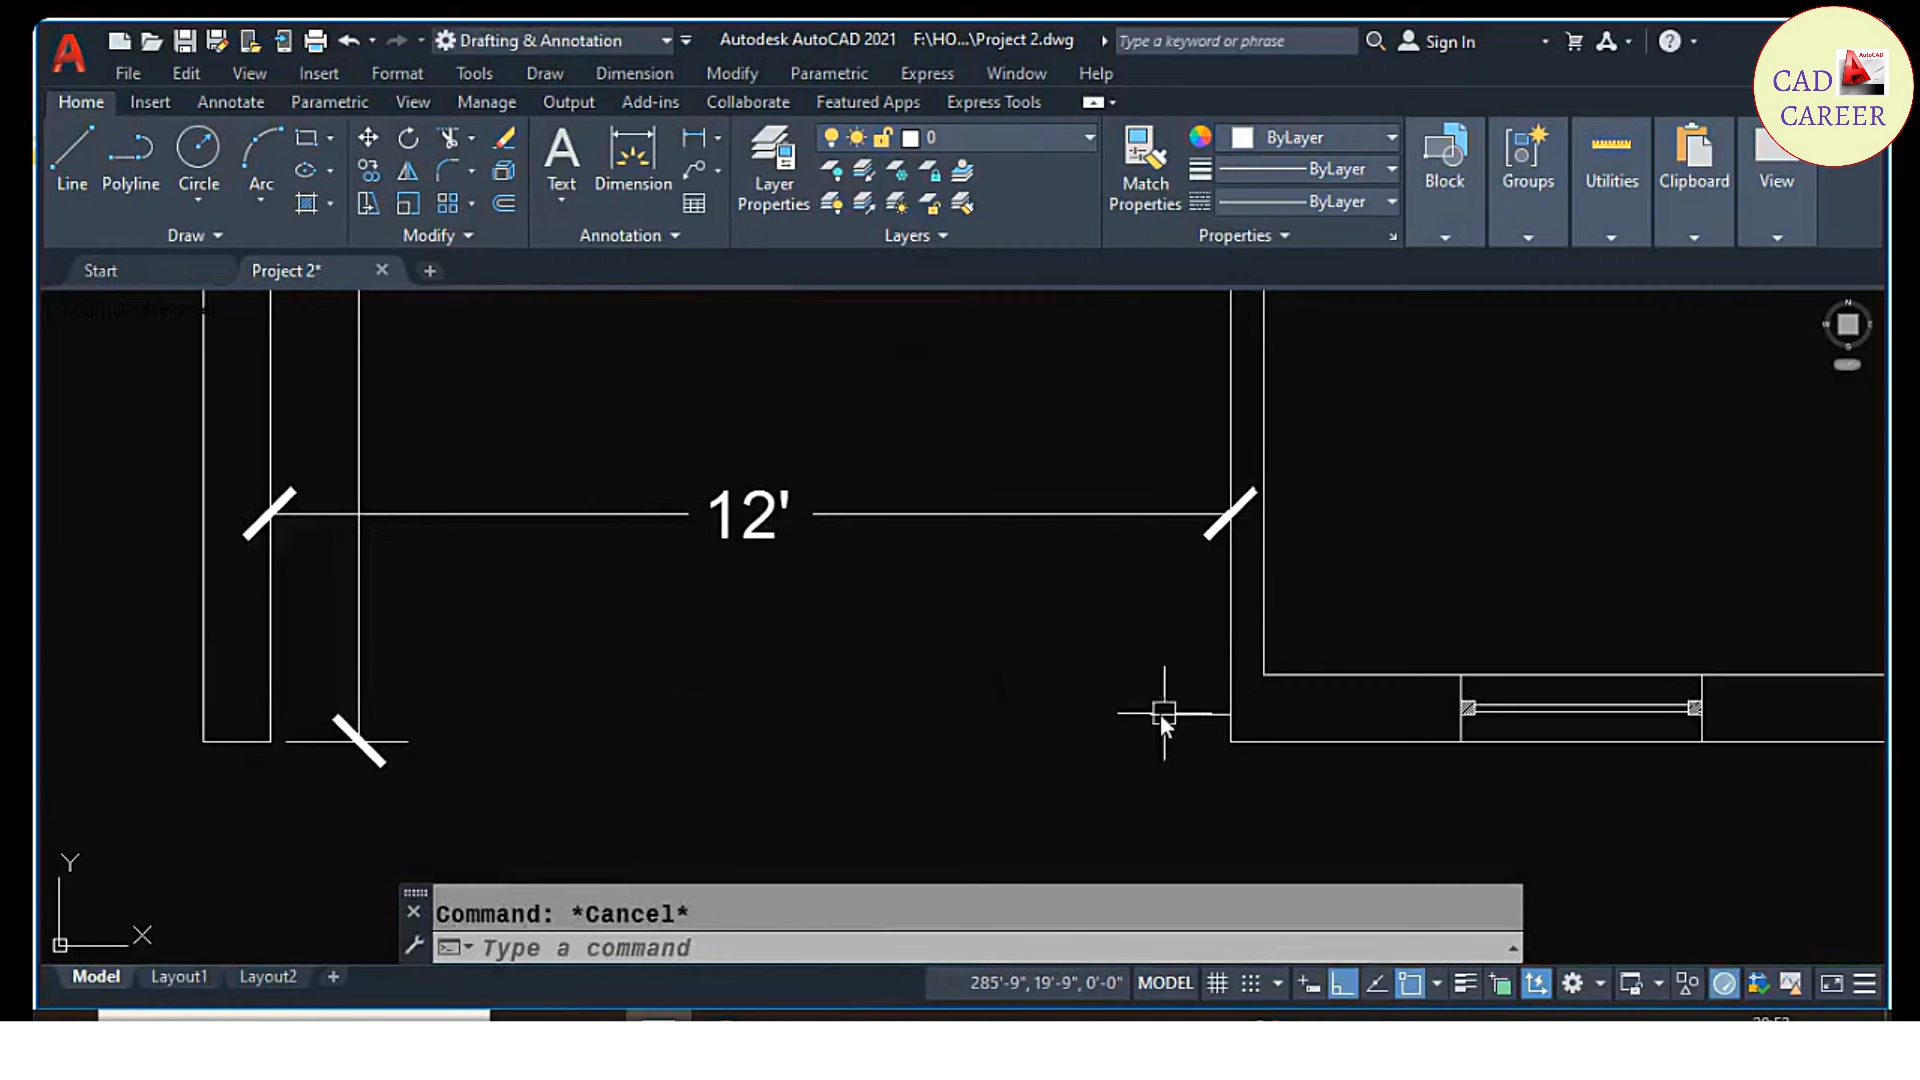 Drafting & Annotation
Autodesk AutoCAD 2021 F:\HO...\Project 2.dwg
Type a keyword or phrase
Sign In
File Edit View Insert Format Tools Draw Dimension Modify Parametric Express Window Help
Home Insert Annotate Parametric View Manage Output Add-ins Collaborate Featured Apps Express Tools
AutoCAD
CAD
CAREER
0
ByLayer
ByLayer
ByLayer
Line Polyline Circle Arc
Text Dimension
Layer
Properties
Match
Properties
Block Groups Utilities Clipboard View
Draw Modify Annotation Layers Properties
Start Project 2*
N
W
S
12'
Y
X
Command: *Cancel*
Type a command
Model Layout1 Layout2
285'-9", 19'-9", 0'-0" MODEL